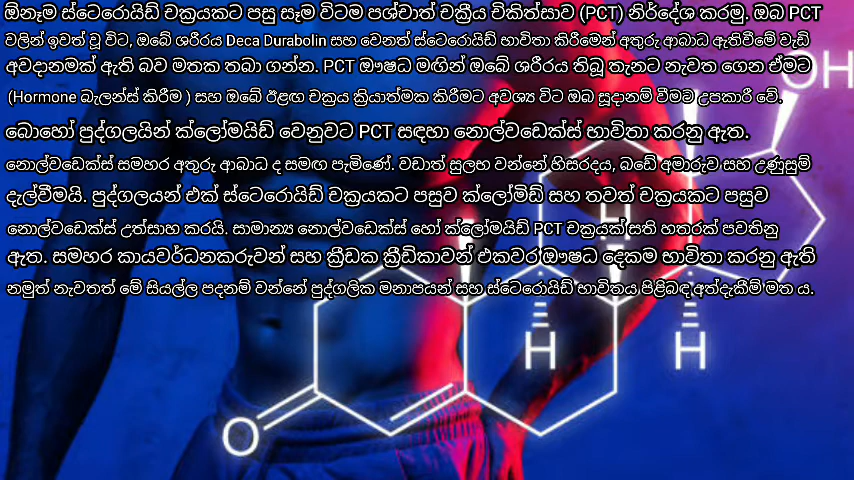 ඕනෑම ස්ටෙරොයිඩ් චක්‍රයකට පසු සෑම විටම පශ්චාත් චක්‍රීය චිකිත්සාව (PCT) නිර්දේශ කරමු. ඔබ PCT
වලින් ඉවත් වූ විට, ඔබේ ශරීරය Deca Durabolin සහ වෙනත් ස්ටෙරොයිඩ් භාවිතා කිරීමෙන් අතුරු ආබාධ ඇතිවීමේ වැඩි
අවදානමක් ඇති බව මතක තබා ගන්න. PCT ඖෂධ මඟින් ඔබේ ශරීරය තිබූ තැනට නැවත ගෙන ඒමට
(Hormone බැලන්ස් කිරීම ) සහ ඔබේ ඊළඟ චක්‍රය ක්‍රියාත්මක කිරීමට අවශ්‍ය විට ඔබ සූදානම් වීමට උපකාරී වේ.
බොහෝ පුද්ගලයින් ක්ලෝමයිඩ් වෙනුවට PCT සඳහා නොල්වඩෙක්ස් භාවිතා කරනු ඇත.
නොල්වඩෙක්ස් සමහර අතුරු ආබාධ ද සමඟ පැමිණේ. වඩාත් සුලභ වන්නේ හිසරදය, බඩේ අමාරුව සහ උණුසුම්
දැල්වීමයි. පුද්ගලයන් එක් ස්ටෙරොයිඩ් චක්‍රයකට පසුව ක්ලෝමිඩ් සහ තවත් චක්‍රයකට පසුව
නොල්වඩෙක්ස් උත්සාහ කරයි. සාමාන්‍ය නොල්වඩෙක්ස් හෝ ක්ලෝමයිඩ් PCT චක්‍රයක් සති හතරක් පවතිනු
ඇත. සමහර කායවර්ධනකරුවන් සහ ක්‍රීඩක ක්‍රීඩිකාවන් එකවර ඖෂධ දෙකම භාවිතා කරනු ඇති
නමුත් නැවතත් මේ සියල්ල පදනම් වන්නේ පුද්ගලික මනාපයන් සහ ස්ටෙරොයිඩ් භාවිතය පිළිබඳ අත්දැකීම් මත ය.
OH
H
H
H
O